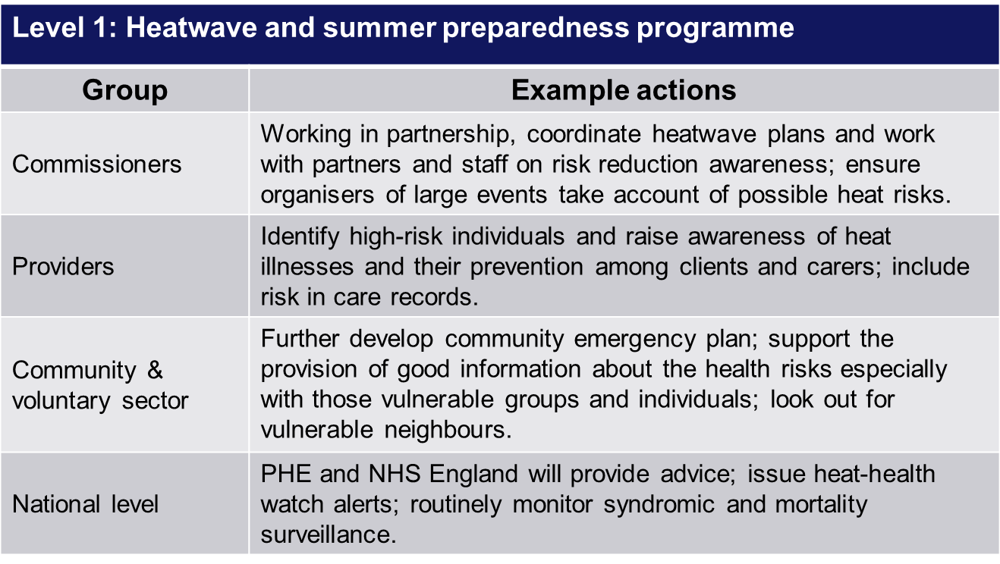 Level 1: Heatwave and summer preparedness programme
Group
Example actions
Commissioners
Working in partnership, coordinate heatwave plans and work
with partners and staff on risk reduction awareness; ensure
organisers of large events take account of possible heat risks.
Providers
Identify high-risk individuals and raise awareness of heat
illnesses and their prevention among clients and carers; include
risk in care records.
Community &
voluntary sector
Further develop community emergency plan; support the
provision of good information about the health risks especially
with those vulnerable groups and individuals; look out for
vulnerable neighbours.
National level
PHE and NHS England will provide advice; issue heat-health
watch alerts; routinely monitor syndromic and mortality
surveillance.